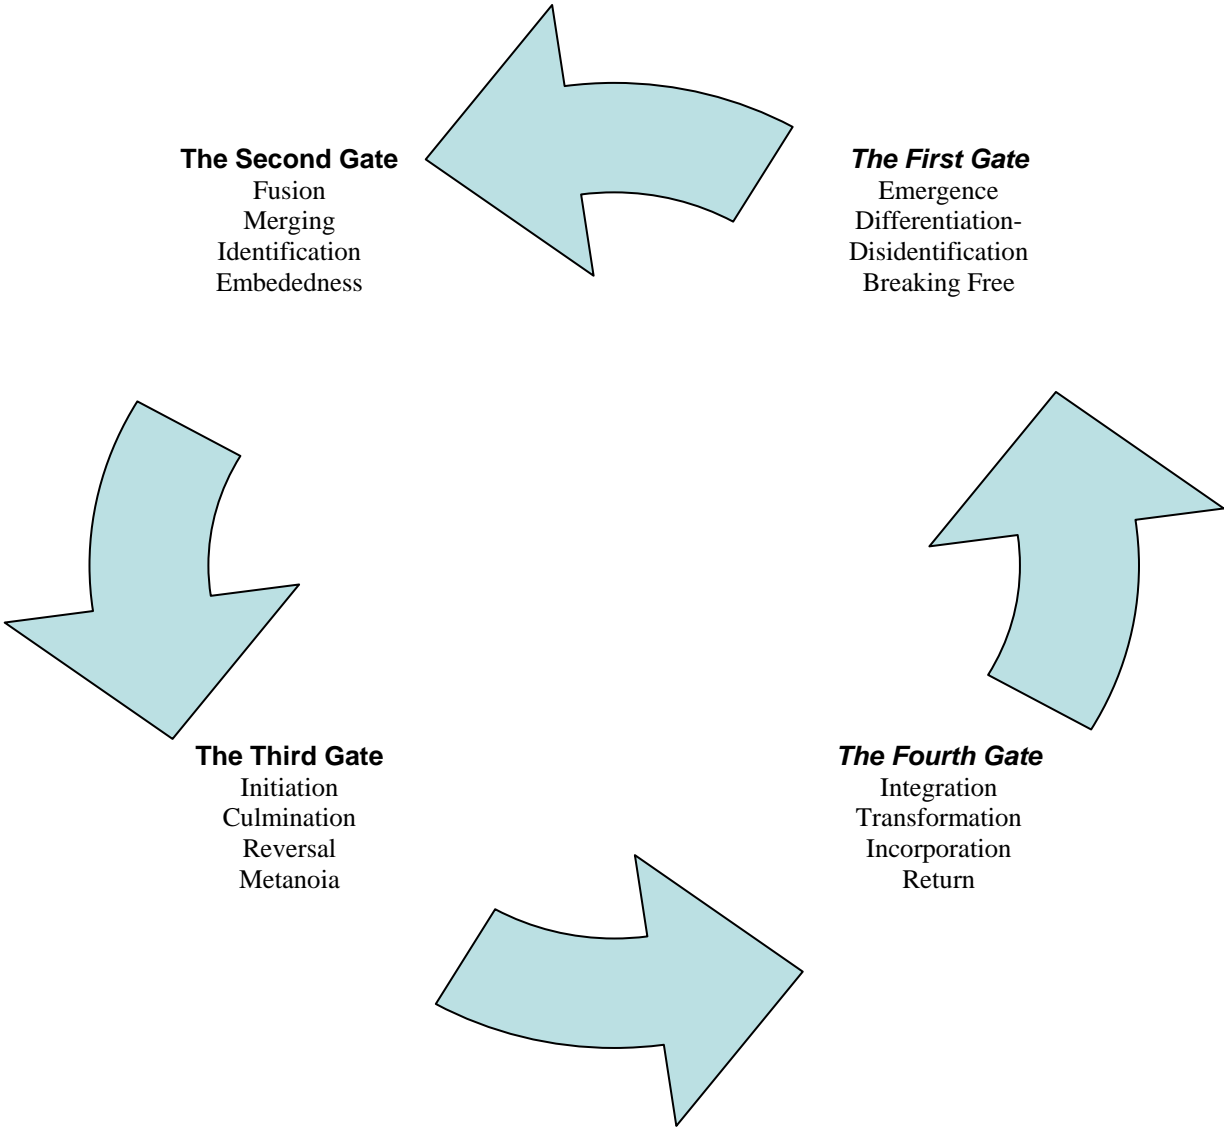 The Second Gate
Fusion
Merging
Identification
Embededness
The First Gate
Emergence
Differentiation-
Disidentification
Breaking Free
The Third Gate
Initiation
Culmination
Reversal
Metanoia
The Fourth Gate
Integration
Transformation
Incorporation
Return